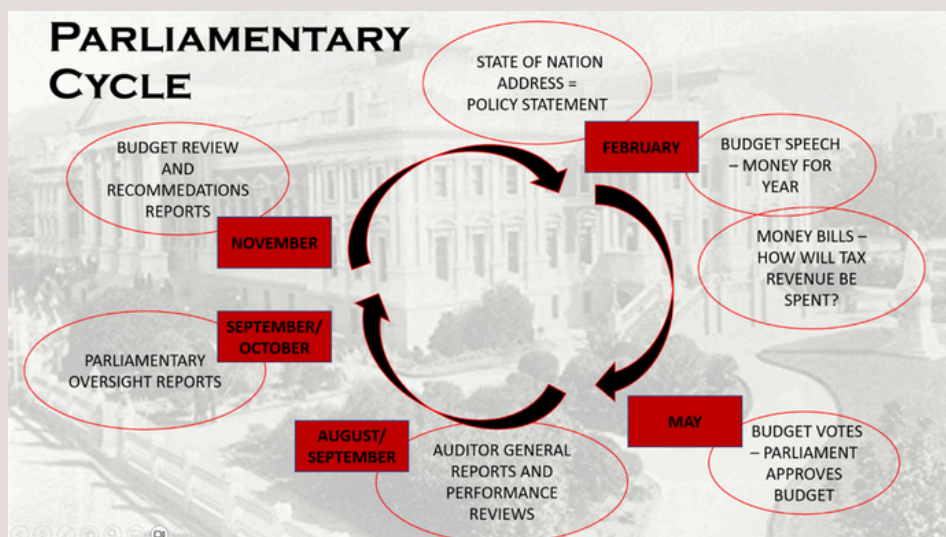 PARLIAMENTARY
CYCLE
STATE OF NATION
ADDRESS =
POLICY STATEMENT
FEBRUARY
BUDGET SPEECH
– MONEY FOR
YEAR
MONEY BILLS –
HOW WILL TAX
REVENUE BE
SPENT?
MAY
BUDGET VOTES
– PARLIAMENT
APPROVES
BUDGET
AUGUST/
SEPTEMBER
AUDITOR GENERAL
REPORTS AND
PERFORMANCE
REVIEWS
SEPTEMBER/
OCTOBER
PARLIAMENTARY
OVERSIGHT REPORTS
NOVEMBER
BUDGET REVIEW
AND
RECOMMEDATIONS
REPORTS